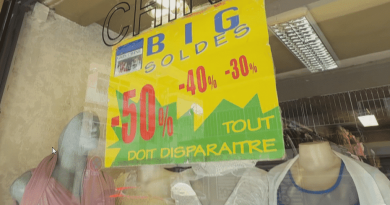 BIG
SOLDES
-50% -40% -30%
TOUT
DOIT DISPARAITRE